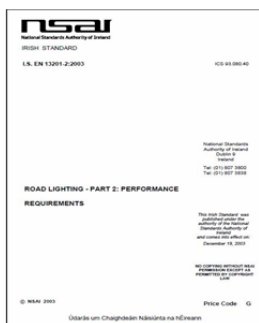 nsai
National Standards Authority of Ireland
IRISH STANDARD
I.S. EN 13201-2:2003
ICS 93.080.40
National Standards
Authority of Ireland
Dublin 9
Ireland
Tel: (01) 807 3800
Tel: (01) 807 3838
ROAD LIGHTING - PART 2: PERFORMANCE
REQUIREMENTS
This Irish Standard was
published under the
authority of the National
Standards Authority of
Ireland
and comes into effect on:
December 19, 2003
NO COPYING WITHOUT NSAI
PERMISSION EXCEPT AS
PERMITTED BY COPYRIGHT
LAW
© NSAI 2003
Price Code G
Údarás um Chaighdeáin Náisiúnta na hÉireann